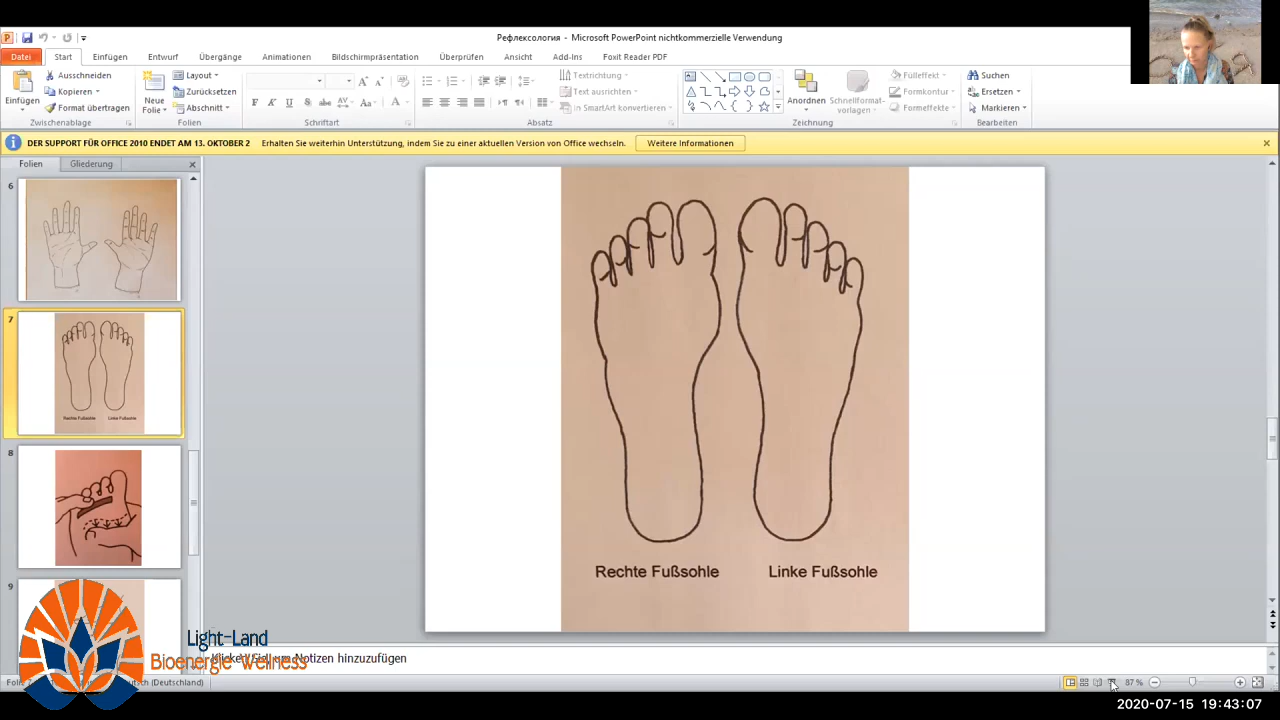 Рефлексология - Microsoft PowerPoint nichtkommerzielle Verwendung
Datei Start Einfügen Entwurf Übergänge Animationen Bildschirmpräsentation Überprüfen Ansicht Add-Ins Foxit Reader PDF
Einfügen
Ausschneiden
Kopieren
Format übertragen
Zwischenablage
Neue Folie
Layout
Zurücksetzen
Abschnitt
Folien
F K U S abe AV Aa A
Schriftart
Textrichtung
Text ausrichten
In SmartArt konvertieren
Absatz
Anordnen
Schnellformat-vorlagen
Fülleffekt
Formkontur
Formeffekte
Zeichnung
Suchen
Ersetzen
Markieren
Bearbeiten
DER SUPPORT FÜR OFFICE 2010 ENDET AM 13. OKTOBER 2 Erhalten Sie weiterhin Unterstützung, indem Sie zu einer aktuellen Version von Office wechseln. Weitere Informationen
Folien Gliederung
6
7
Rechte Fußsohle Linke Fußsohle
8
9
Rechte Fußsohle Linke Fußsohle
Light-Land
Bioenergie Wellness
Notizen hinzuzufügen
(Deutschland)
87 %
2020-07-15 19:43:07